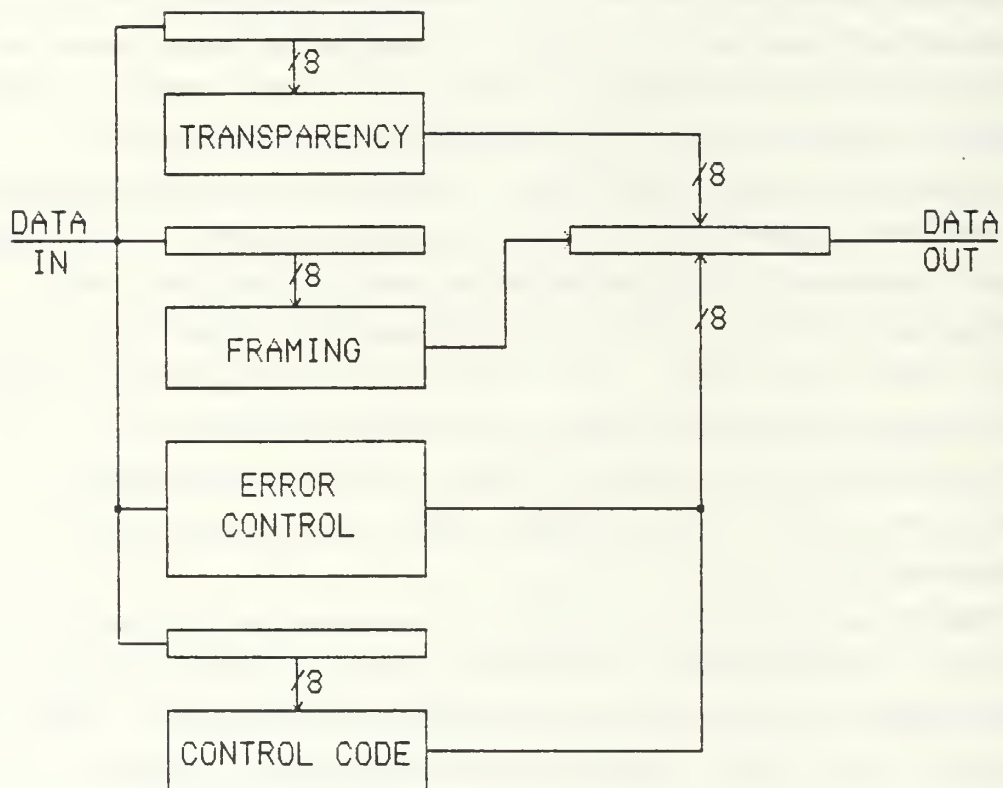 8
TRANSPARENCY
8
DATA
IN
DATA
OUT
8
8
FRAMING
ERROR
CONTROL
8
CONTROL CODE